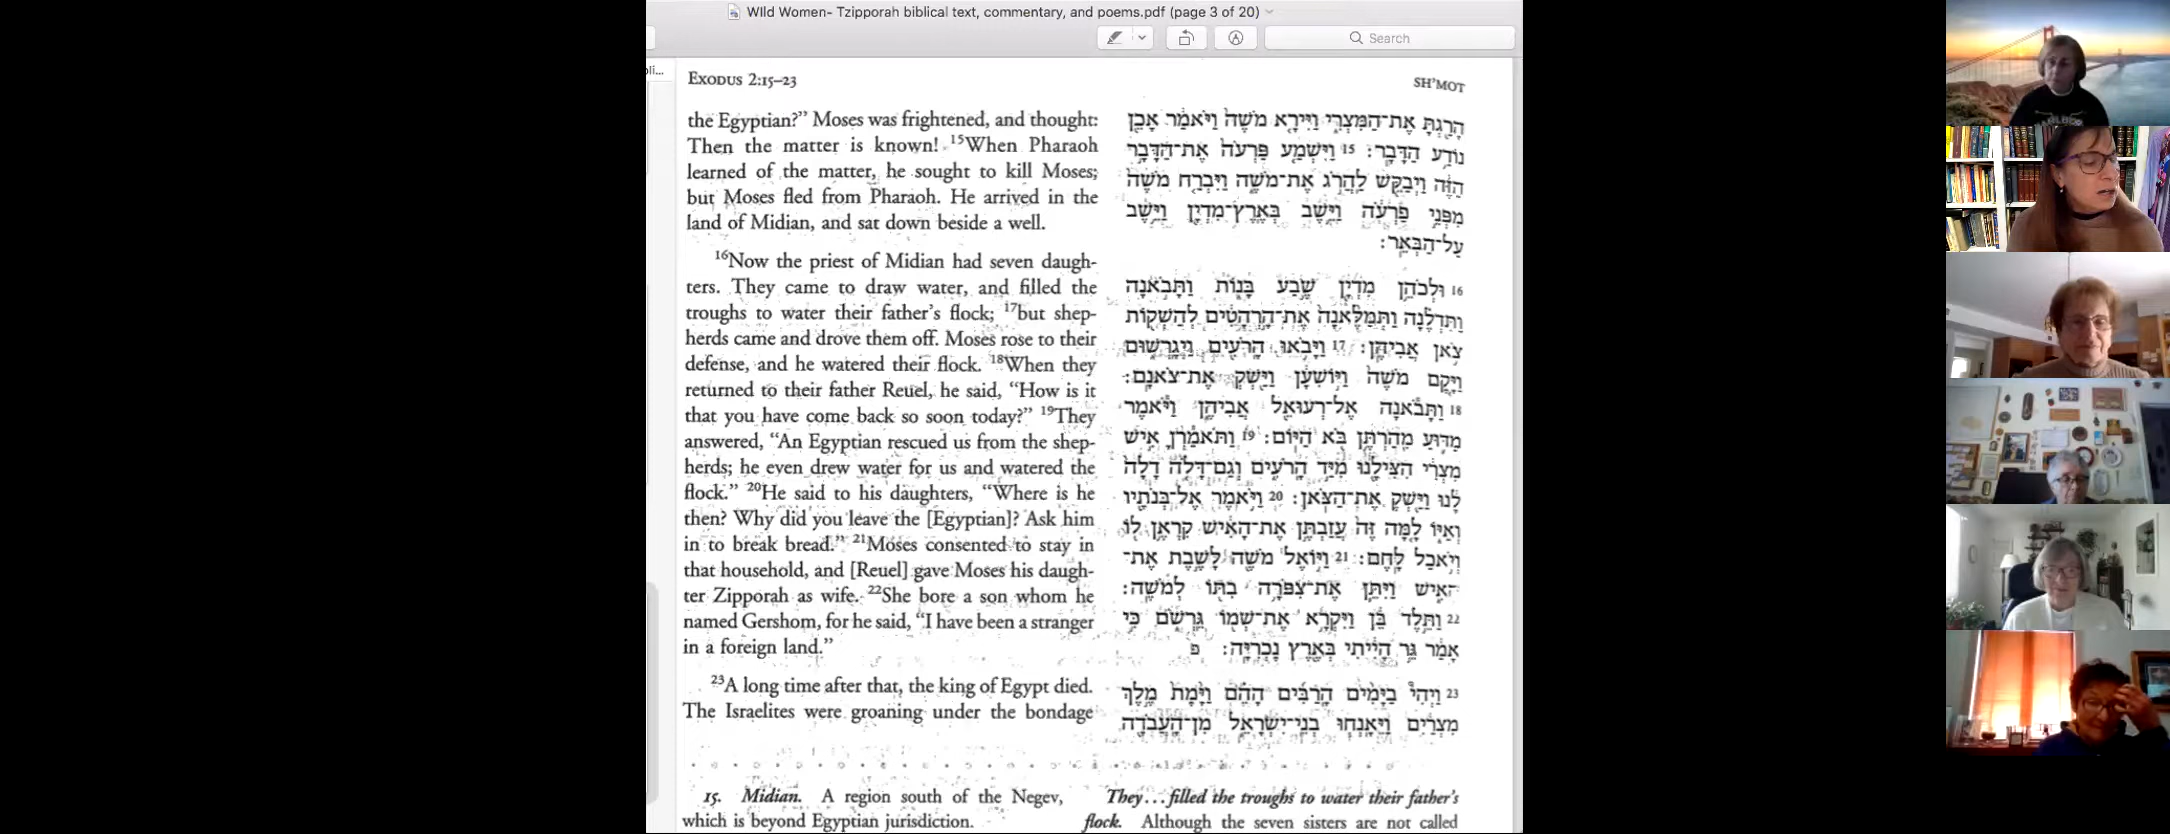 WIld Women- Tzipporah biblical text, commentary, and poems.pdf (page 3 of 20)
Search
EXODUS 2:15–23
SH'MOT
the Egyptian?” Moses was frightened, and thought:
Then the matter is known! 15When Pharaoh
learned of the matter, he sought to kill Moses;
but Moses fled from Pharaoh. He arrived in the
land of Midian, and sat down beside a well.
16Now the priest of Midian had seven daugh-
ters. They came to draw water, and filled the
troughs to water their father's flock; 17but shep-
herds came and drove them off. Moses rose to their
defense, and he watered their flock. 18When they
returned to their father Reuel, he said, “How is it
that you have come back so soon today?” 19They
answered, “An Egyptian rescued us from the shep-
herds; he even drew water for us and watered the
flock.” 20He said to his daughters, “Where is he
then? Why did you leave the [Egyptian]? Ask him
in to break bread.” 21Moses consented to stay in
that household, and [Reuel] gave Moses his daugh-
ter Zipporah as wife. 22She bore a son whom he
named Gershom, for he said, “I have been a stranger
in a foreign land.”
23A long time after that, the king of Egypt died.
The Israelites were groaning under the bondage
הָרַ֖גְתָּ אֶת־הַמִּצְרִ֑י וַיִּירָ֤א מֹשֶׁה֙ וַיֹּאמַ֔ר אָכֵ֖ן
נוֹדַ֥ע הַדָּבָֽר׃ 15 וַיִּשְׁמַ֤ע פַּרְעֹה֙ אֶת־הַדָּבָ֣ר
הַזֶּ֔ה וַיְבַקֵּ֖שׁ לַהֲרֹ֣ג אֶת־מֹשֶׁ֑ה וַיִּבְרַ֤ח מֹשֶׁה֙
מִפְּנֵ֣י פַרְעֹ֔ה וַיֵּ֥שֶׁב בְּאֶֽרֶץ־מִדְיָ֖ן וַיֵּ֥שֶׁב
עַֽל־הַבְּאֵֽר׃
16 וּלְכֹהֵ֥ן מִדְיָ֖ן שֶׁ֣בַע בָּנ֑וֹת וַתָּבֹ֣אנָה
וַתִּדְלֶ֗נָה וַתְּמַלֶּ֙אנָה֙ אֶת־הָ֣רְהָטִ֔ים לְהַשְׁק֖וֹת
צֹ֥אן אֲבִיהֶֽן׃ 17 וַיָּבֹ֥אוּ הָרֹעִ֖ים וַיְגָרְשׁ֑וּם
וַיָּ֤קׇם מֹשֶׁה֙ וַיּ֣וֹשִׁעָ֔ן וַיַּ֖שְׁקְ אֶת־צֹאנָֽם׃
18 וַתָּבֹ֕אנָה אֶל־רְעוּאֵ֖ל אֲבִיהֶ֑ן וַיֹּ֕אמֶר
מַדּ֛וּעַ מִהַרְתֶּ֥ן בֹּ֖א הַיּֽוֹם׃ 19 וַתֹּאמַ֕רְןָ אִ֣ישׁ
מִצְרִ֔י הִצִּילָ֖נוּ מִיַּ֣ד הָרֹעִ֑ים וְגַם־דָּלֹ֤ה דָלָה֙
לָ֔נוּ וַיַּ֖שְׁקְ אֶת־הַצֹּֽאן׃ 20 וַיֹּ֥אמֶר אֶל־בְּנֹתָ֖יו
וְאַיּ֑וֹ לָ֤מָּה זֶּה֙ עֲזַבְתֶּ֣ן אֶת־הָאִ֔ישׁ קִרְאֶ֥ן ל֖וֹ
וְיֹ֥אכַל לָֽחֶם׃ 21 וַיּ֥וֹאֶל מֹשֶׁ֖ה לָשֶׁ֣בֶת אֶת־
הָאִ֑ישׁ וַיִּתֵּ֛ן אֶת־צִפֹּרָ֥ה בִתּ֖וֹ לְמֹשֶֽׁה׃
22 וַתֵּ֣לֶד בֵּ֔ן וַיִּקְרָ֥א אֶת־שְׁמ֖וֹ גֵּרְשֹׁ֑ם כִּ֣י
אָמַ֔ר גֵּ֣ר הָיִ֔יתִי בְּאֶ֖רֶץ נׇכְרִיָּֽה׃ פ
23 וַיְהִי֩ בַיָּמִ֨ים הָֽרַבִּ֜ים הָהֵ֗ם וַיָּ֙מׇת֙ מֶ֣לֶךְ
מִצְרַ֔יִם וַיֵּאָנְח֧וּ בְנֵֽי־יִשְׂרָאֵ֛ל מִן־הָעֲבֹדָ֖ה
15. Midian. A region south of the Negev,
which is beyond Egyptian jurisdiction.
They…filled the troughs to water their father's
flock. Although the seven sisters are not called